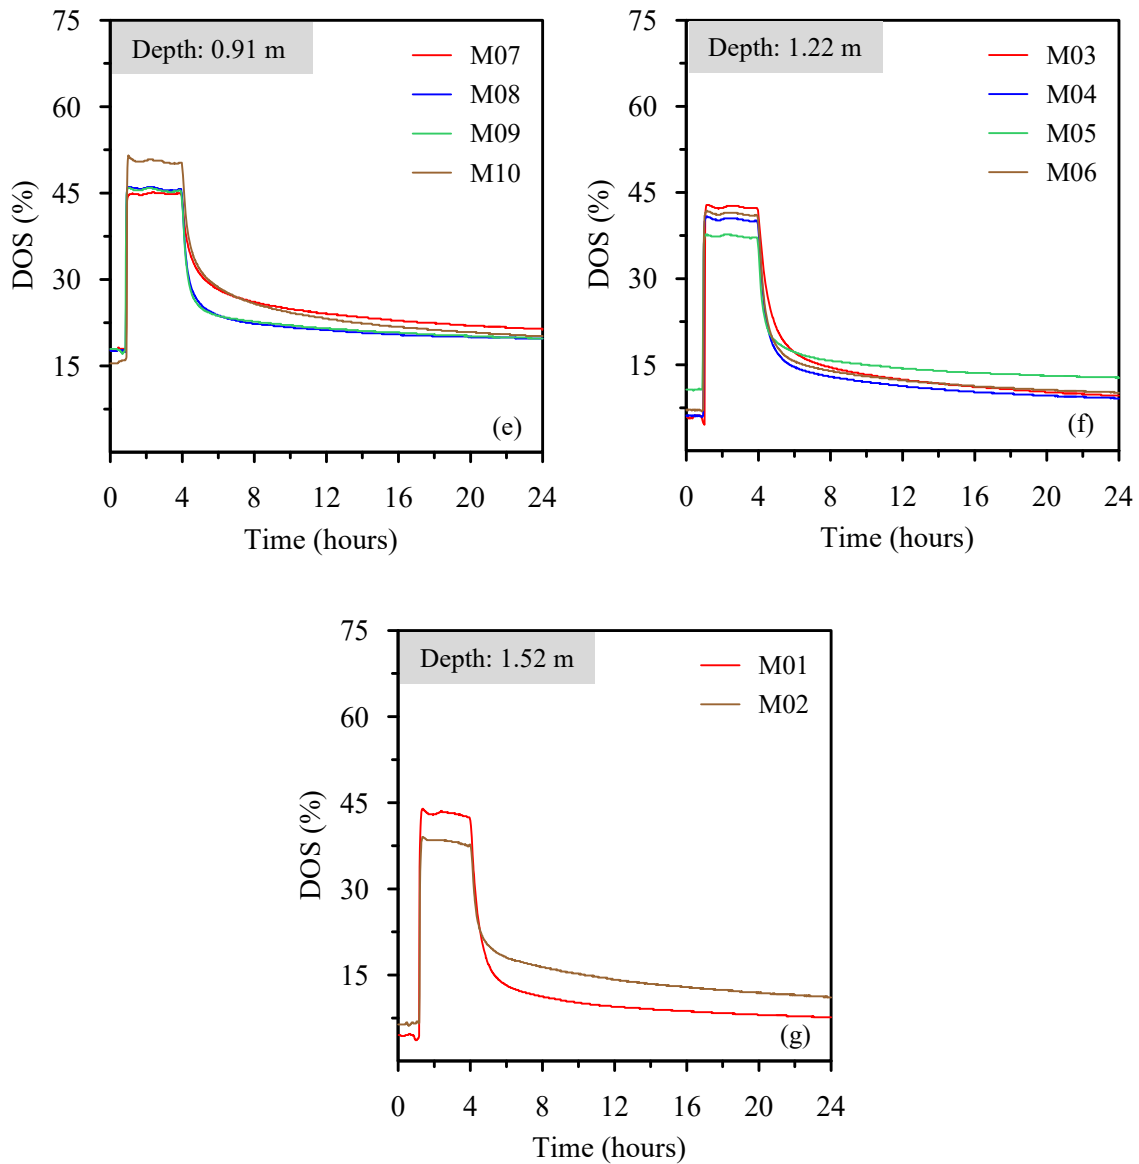 75
60
45
30
15
DOS (%)
Depth: 0.91 m
M07
M08
M09
M10
(e)
0 4 8 12 16 20 24
Time (hours)
75
60
45
30
15
DOS (%)
Depth: 1.22 m
M03
M04
M05
M06
(f)
0 4 8 12 16 20 24
Time (hours)
75
60
45
30
15
DOS (%)
Depth: 1.52 m
M01
M02
(g)
0 4 8 12 16 20 24
Time (hours)